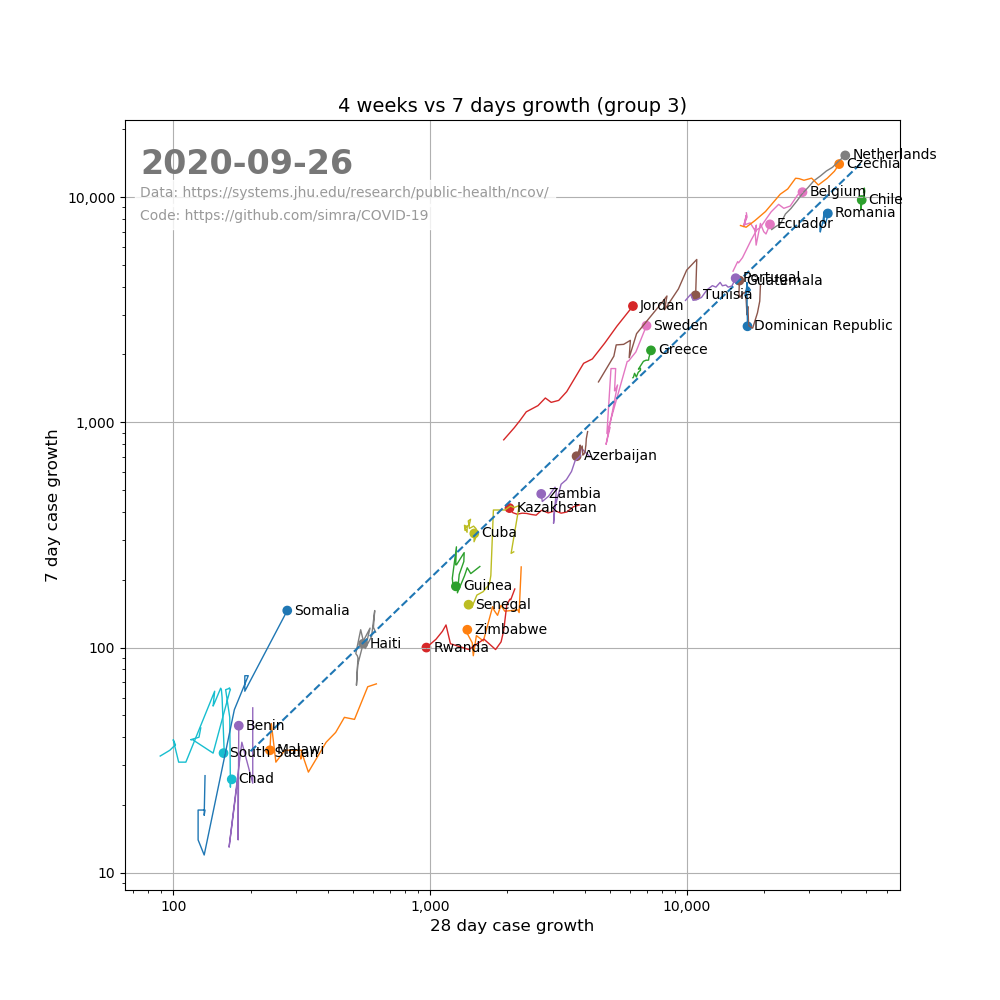 4 weeks vs 7 days growth (group 3)
2020-09-26
Data: https://systems.jhu.edu/research/public-health/ncov/
Code: https://github.com/simra/COVID-19
Netherlands
Czechia
Belgium
Chile
Romania
Ecuador
Portugal
Guatemala
Tunisia
Jordan
Dominican Republic
Sweden
Greece
Azerbaijan
Zambia
Kazakhstan
Cuba
Guinea
Senegal
Somalia
Zimbabwe
Haiti
Rwanda
Benin
Malawi
South Sudan
Chad
10,000
1,000
100
10
7 day case growth
100
1,000
10,000
28 day case growth